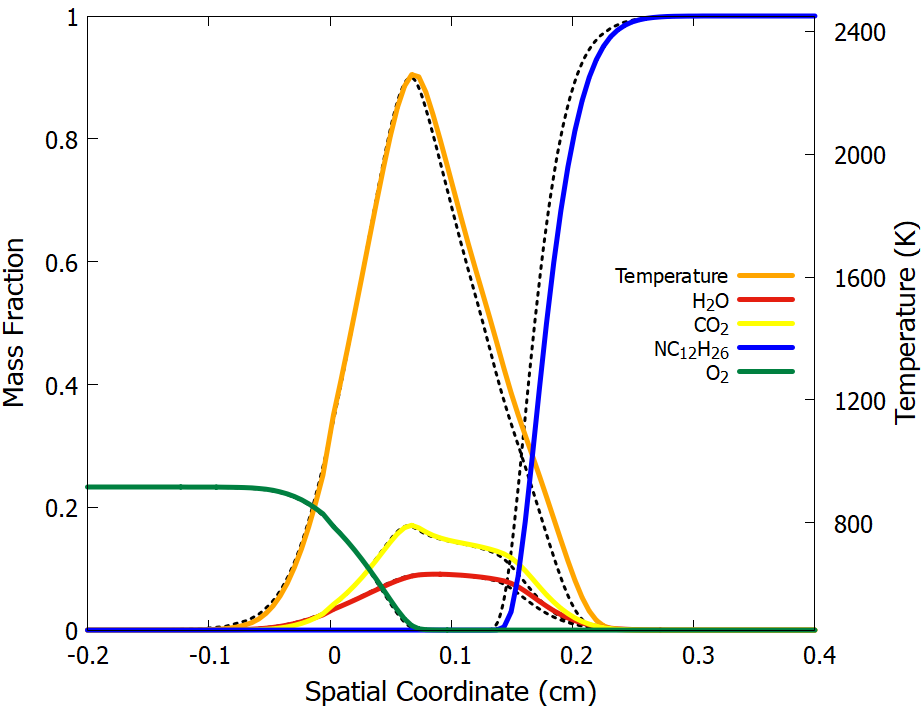 1
0.8
0.6
0.4
0.2
0
Mass Fraction
-0.2
-0.1
0
0.1
0.2
0.3
0.4
Spatial Coordinate (cm)
2400
2000
1600
1200
800
Temperature (K)
Temperature
H₂O
CO₂
NC₁₂H₂₆
O₂